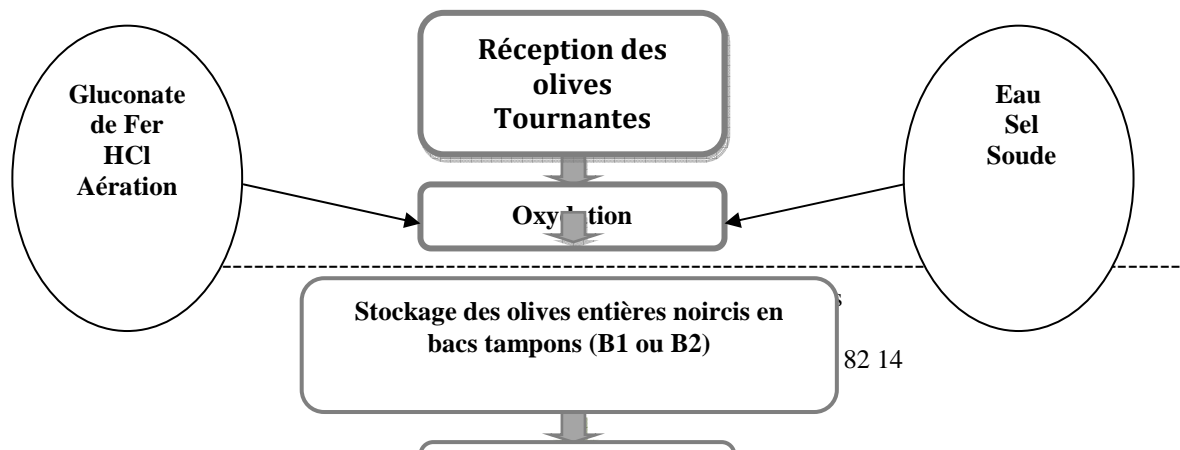 Réception des
olives
Tournantes
Gluconate
de Fer
HCl
Aération
Eau
Sel
Soude
Stockage des olives entières noircis en
bacs tampons (B1 ou B2)
82 14